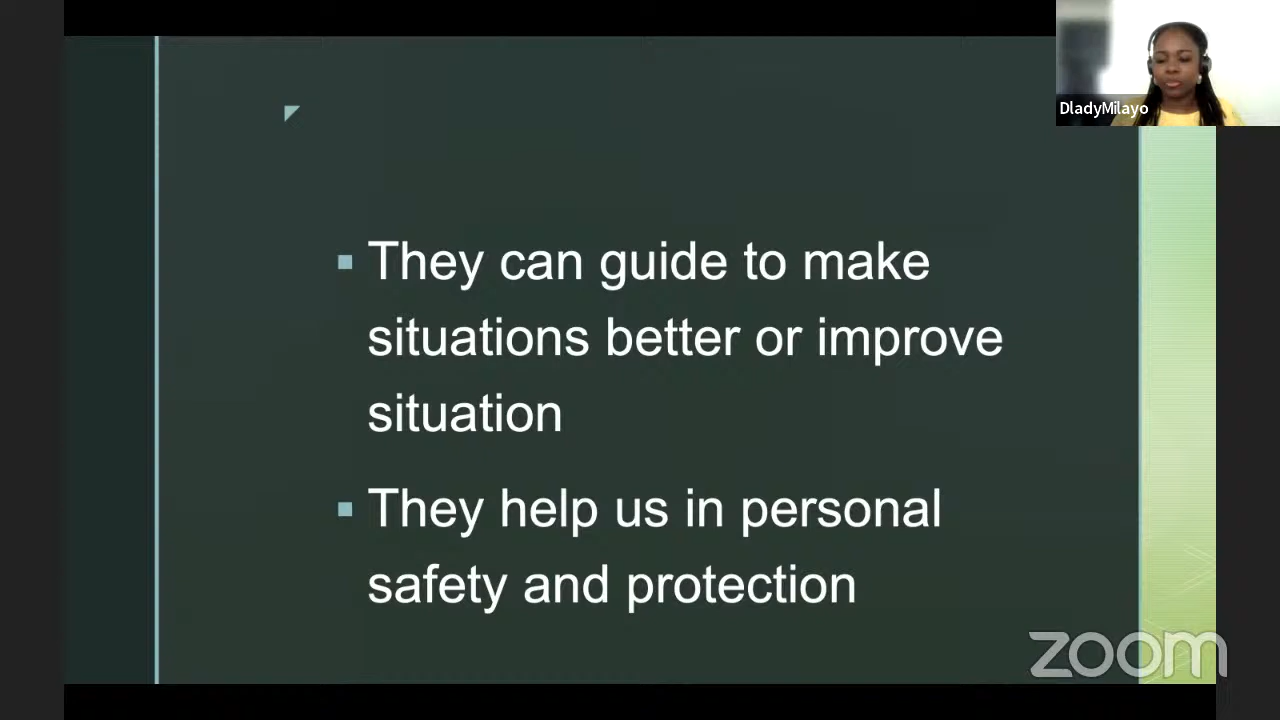 DladyMilayo
They can guide to make
situations better or improve
situation
They help us in personal
safety and protection
zoom